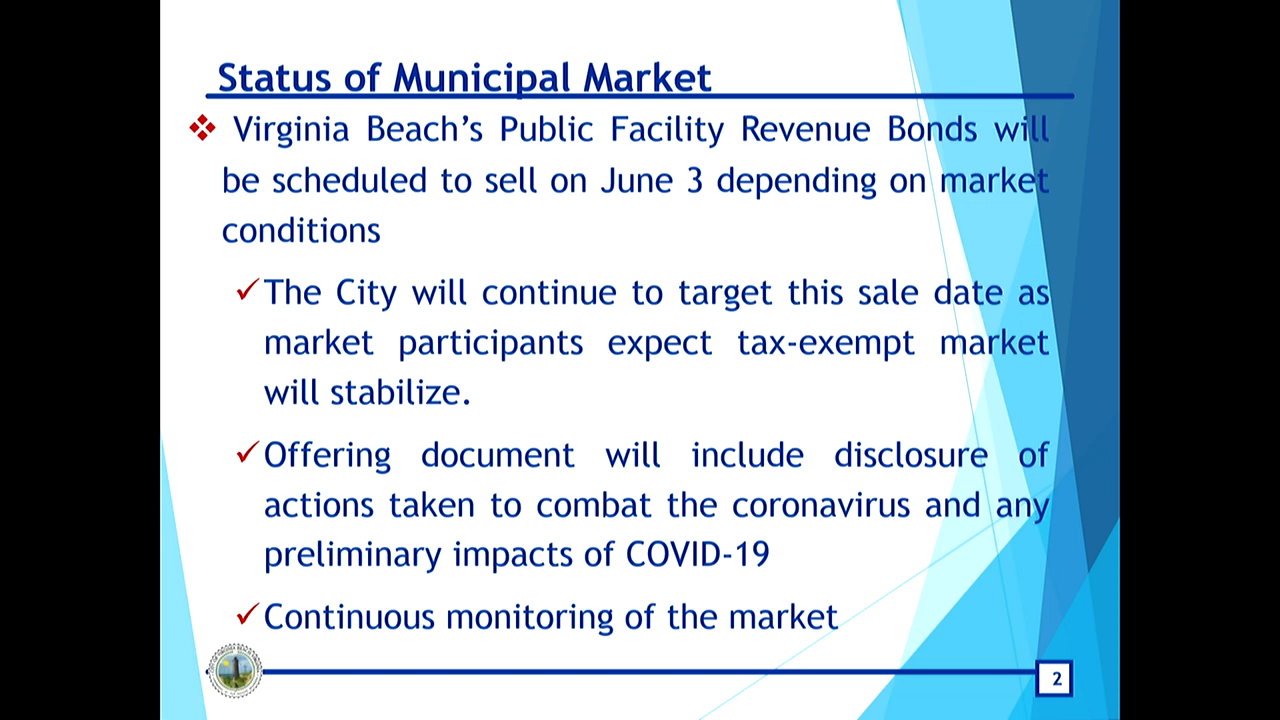 Status of Municipal Market
Virginia Beach’s Public Facility Revenue Bonds will
be scheduled to sell on June 3 depending on market
conditions
The City will continue to target this sale date as
market participants expect tax-exempt market
will stabilize.
Offering document will include disclosure of
actions taken to combat the coronavirus and any
preliminary impacts of COVID-19
Continuous monitoring of the market
2